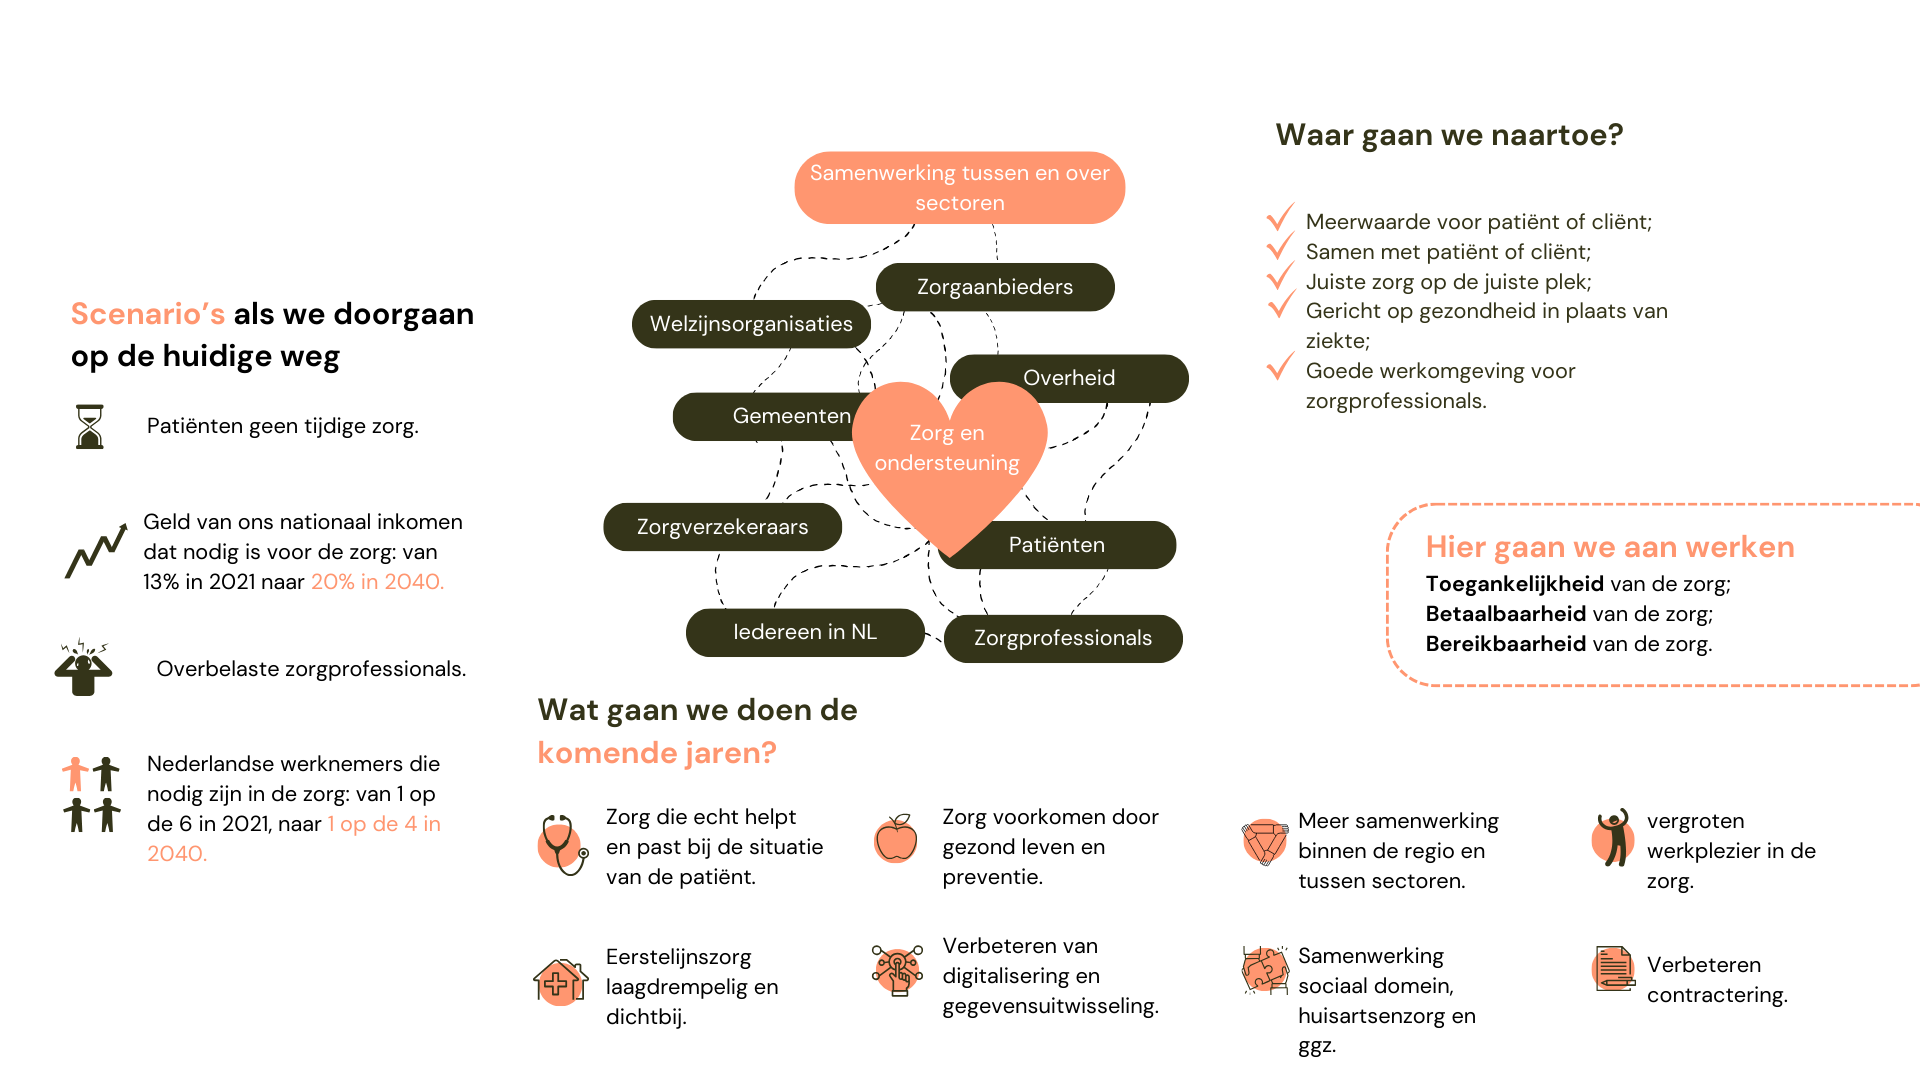 Scenario’s als we doorgaan
op de huidige weg
Patiënten geen tijdige zorg.
Geld van ons nationaal inkomen
dat nodig is voor de zorg: van
13% in 2021 naar 20% in 2040.
Overbelaste zorgprofessionals.
Nederlandse werknemers die
nodig zijn in de zorg: van 1 op
de 6 in 2021, naar 1 op de 4 in
2040.
Samenwerking tussen en over
sectoren
Zorgaanbieders
Welzijnsorganisaties
Overheid
Gemeenten
Zorg en
ondersteuning
Zorgverzekeraars
Patiënten
Iedereen in NL
Zorgprofessionals
Waar gaan we naartoe?
Meerwaarde voor patiënt of cliënt;
Samen met patiënt of cliënt;
Juiste zorg op de juiste plek;
Gericht op gezondheid in plaats van
ziekte;
Goede werkomgeving voor
zorgprofessionals.
Hier gaan we aan werken
Toegankelijkheid van de zorg;
Betaalbaarheid van de zorg;
Bereikbaarheid van de zorg.
Wat gaan we doen de
komende jaren?
Zorg die echt helpt
en past bij de situatie
van de patiënt.
Zorg voorkomen door
gezond leven en
preventie.
Meer samenwerking
binnen de regio en
tussen sectoren.
vergroten
werkplezier in de
zorg.
Eerstelijnszorg
laagdrempelig en
dichtbij.
Verbeteren van
digitalisering en
gegevensuitwisseling.
Samenwerking
sociaal domein,
huisartsenzorg en
ggz.
Verbeteren
contractering.